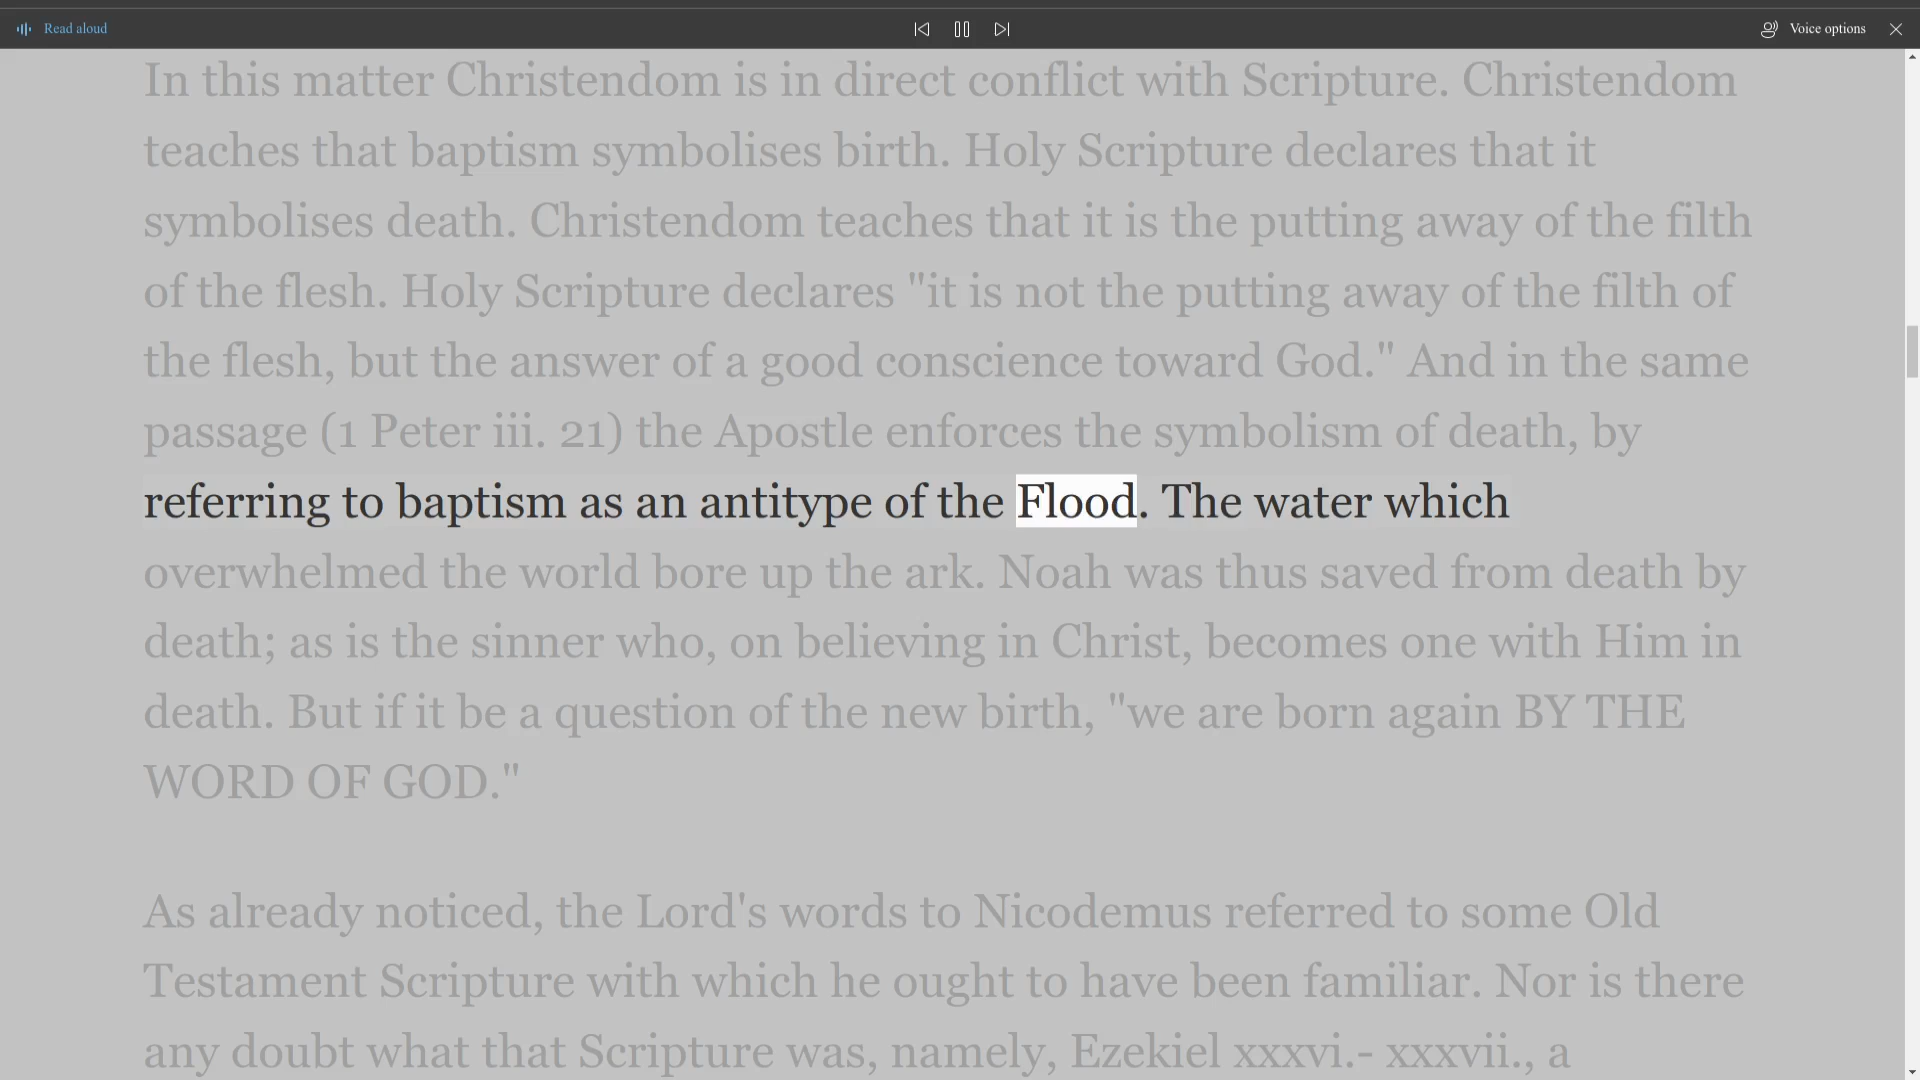 Read aloud
Voice options
In this matter Christendom is in direct conflict with Scripture. Christendom
teaches that baptism symbolises birth. Holy Scripture declares that it
symbolises death. Christendom teaches that it is the putting away of the filth
of the flesh. Holy Scripture declares "it is not the putting away of the filth of
the flesh, but the answer of a good conscience toward God." And in the same
passage (1 Peter iii. 21) the Apostle enforces the symbolism of death, by
referring to baptism as an antitype of the Flood. The water which
overwhelmed the world bore up the ark. Noah was thus saved from death by
death; as is the sinner who, on believing in Christ, becomes one with Him in
death. But if it be a question of the new birth, "we are born again BY THE
WORD OF GOD."
As already noticed, the Lord's words to Nicodemus referred to some Old
Testament Scripture with which he ought to have been familiar. Nor is there
any doubt what that Scripture was, namely, Ezekiel xxxvi.- xxxvii., a